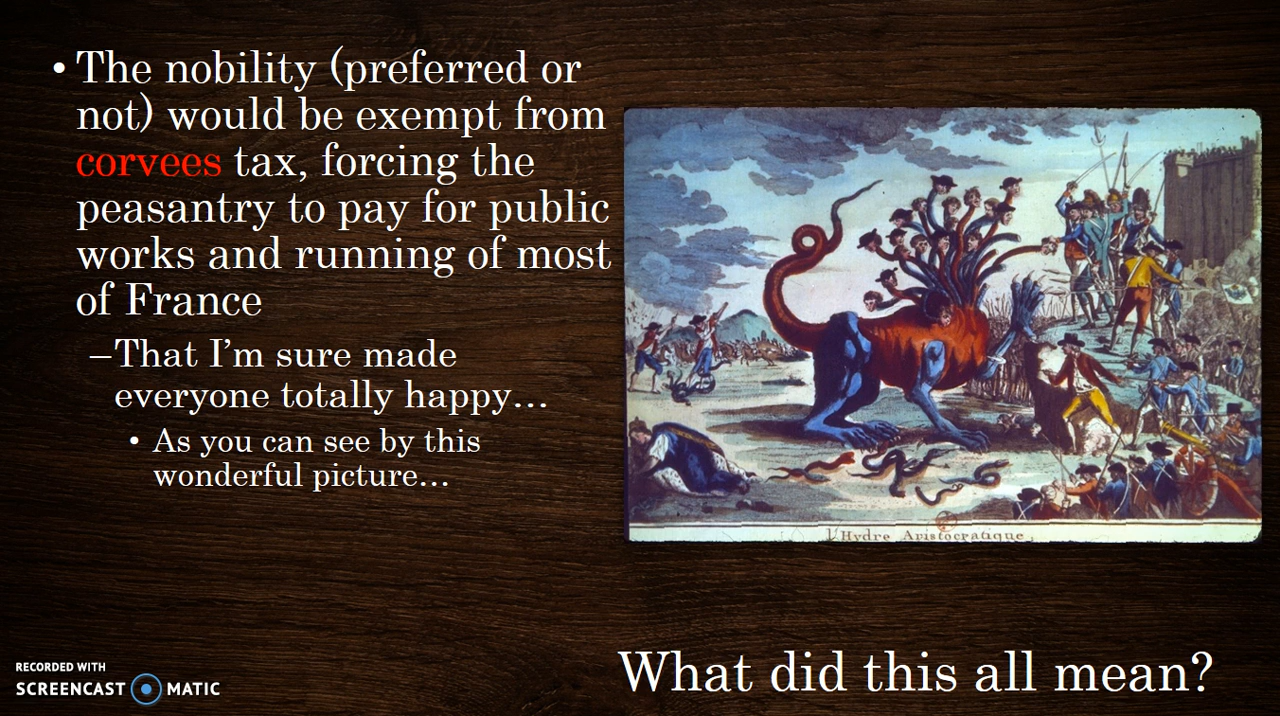 • The nobility (preferred or
not) would be exempt from
corvees tax, forcing the
peasantry to pay for public
works and running of most
of France
–That I’m sure made
everyone totally happy…
• As you can see by this
wonderful picture…
l'Hydre Aristocratique.
What did this all mean?
RECORDED WITH
SCREENCAST MATIC